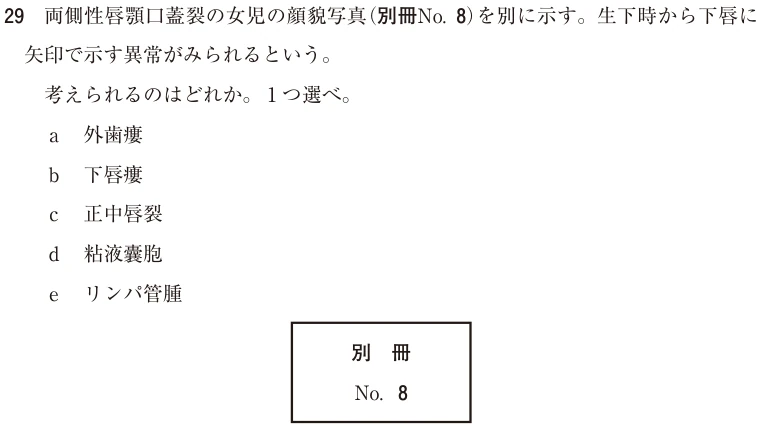 29 両側性唇顎口蓋裂の女児の顔貌写真(別冊No. 8)を別に示す。生下時から下唇に
矢印で示す異常がみられるという。
考えられるのはどれか。1つ選べ。
a 外歯瘻
b 下唇瘻
c 正中唇裂
d 粘液囊胞
e リンパ管腫
別 冊
No. 8